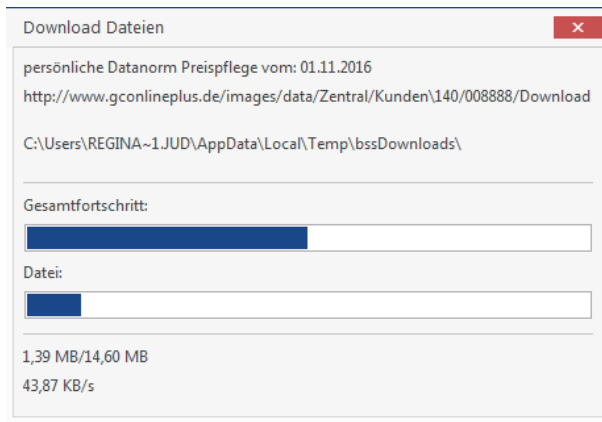 Download Dateien
persönliche Datanorm Preispflege vom: 01.11.2016
http://www.gconlineplus.de/images/data/Zentral/Kunden\140/008888/Download
C:\Users\REGINA~1.JUD\AppData\Local\Temp\bssDownloads\
Gesamtfortschritt:
Datei:
1,39 MB/14,60 MB
43,87 KB/s